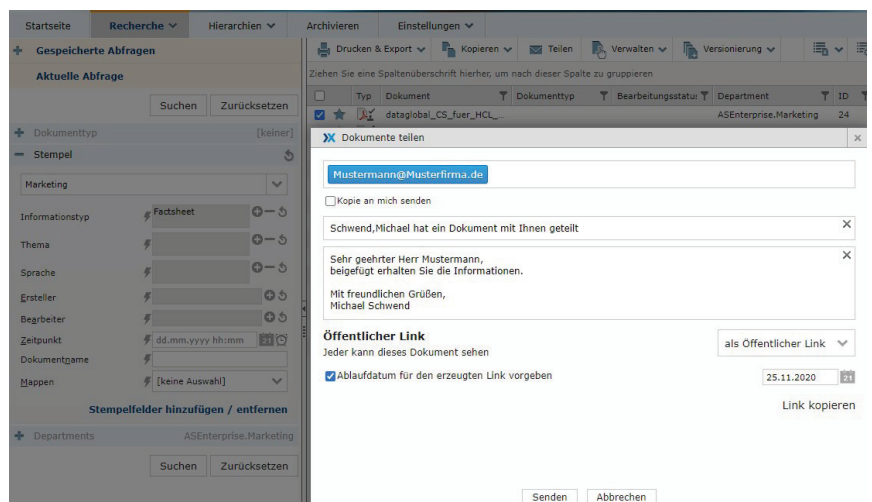 Startseite Recherche Hierarchien Archivieren Einstellungen
Gespeicherte Abfragen
Aktuelle Abfrage
Suchen Zurücksetzen
Dokumenttyp [keiner]
Stempel
Marketing
Informationstyp Factsheet
Thema
Sprache
Ersteller
Bearbeiter
Zeitpunkt dd.mm.yyyy hh:mm 21
Dokumentname
Mappen [keine Auswahl]
Stempelfelder hinzufügen / entfernen
Departments ASEnterprise.Marketing
Suchen Zurücksetzen
Drucken & Export Kopieren Teilen Verwalten Versionierung
Ziehen Sie eine Spaltenüberschrift hierher, um nach dieser Spalte zu gruppieren
Typ Dokument Dokumenttyp Bearbeitungsstatus Department ID
dataglobal_CS_fuer_HCL_... ASEnterprise.Marketing 24
Dokumente teilen
Mustermann@Musterfirma.de
Kopie an mich senden
Schwend,Michael hat ein Dokument mit Ihnen geteilt
Sehr geehrter Herr Mustermann,
beigefügt erhalten Sie die Informationen.
Mit freundlichen Grüßen,
Michael Schwend
Öffentlicher Link
Jeder kann dieses Dokument sehen
als Öffentlicher Link
Ablaufdatum für den erzeugten Link vorgeben 25.11.2020 21
Link kopieren
Senden Abbrechen